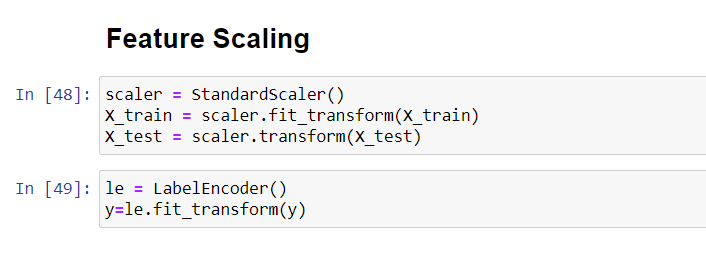 Feature Scaling
In [48]: scaler = StandardScaler()
X_train = scaler.fit_transform(X_train)
X_test = scaler.transform(X_test)
In [49]: le = LabelEncoder()
y=le.fit_transform(y)